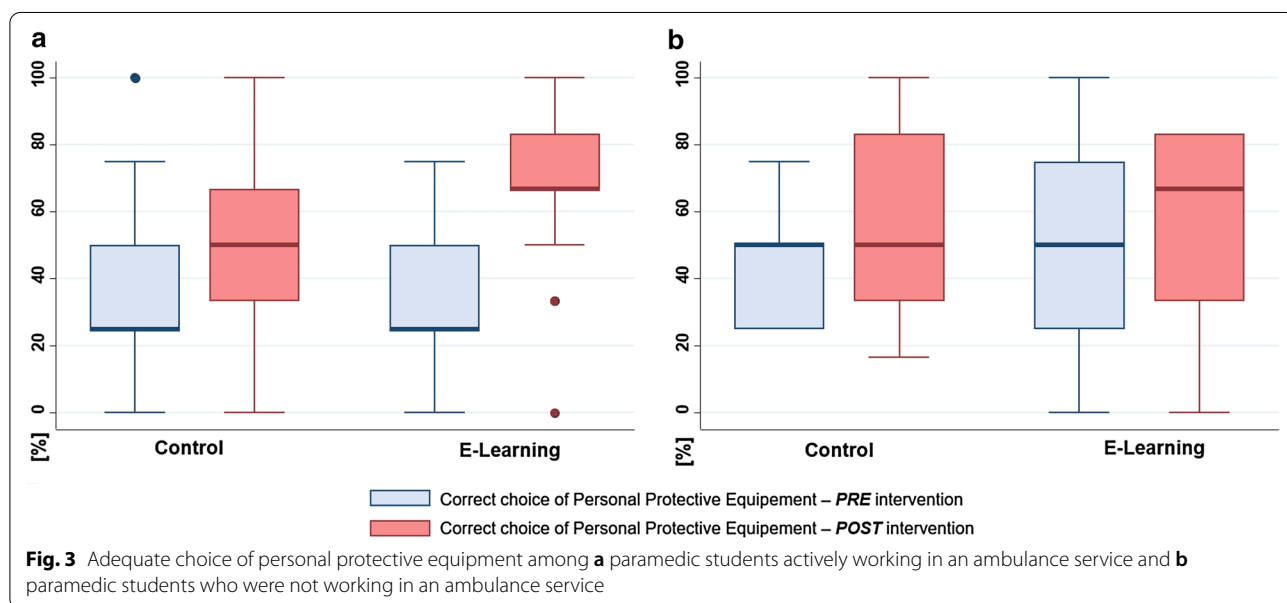 a
b
100
80
60
40
20
0
[%]
Control
E-Learning
100
80
60
40
20
0
[%]
Control
E-Learning
Correct choice of Personal Protective Equipement – PRE intervention
Correct choice of Personal Protective Equipement – POST intervention
Fig. 3 Adequate choice of personal protective equipment among a paramedic students actively working in an ambulance service and b
paramedic students who were not working in an ambulance service